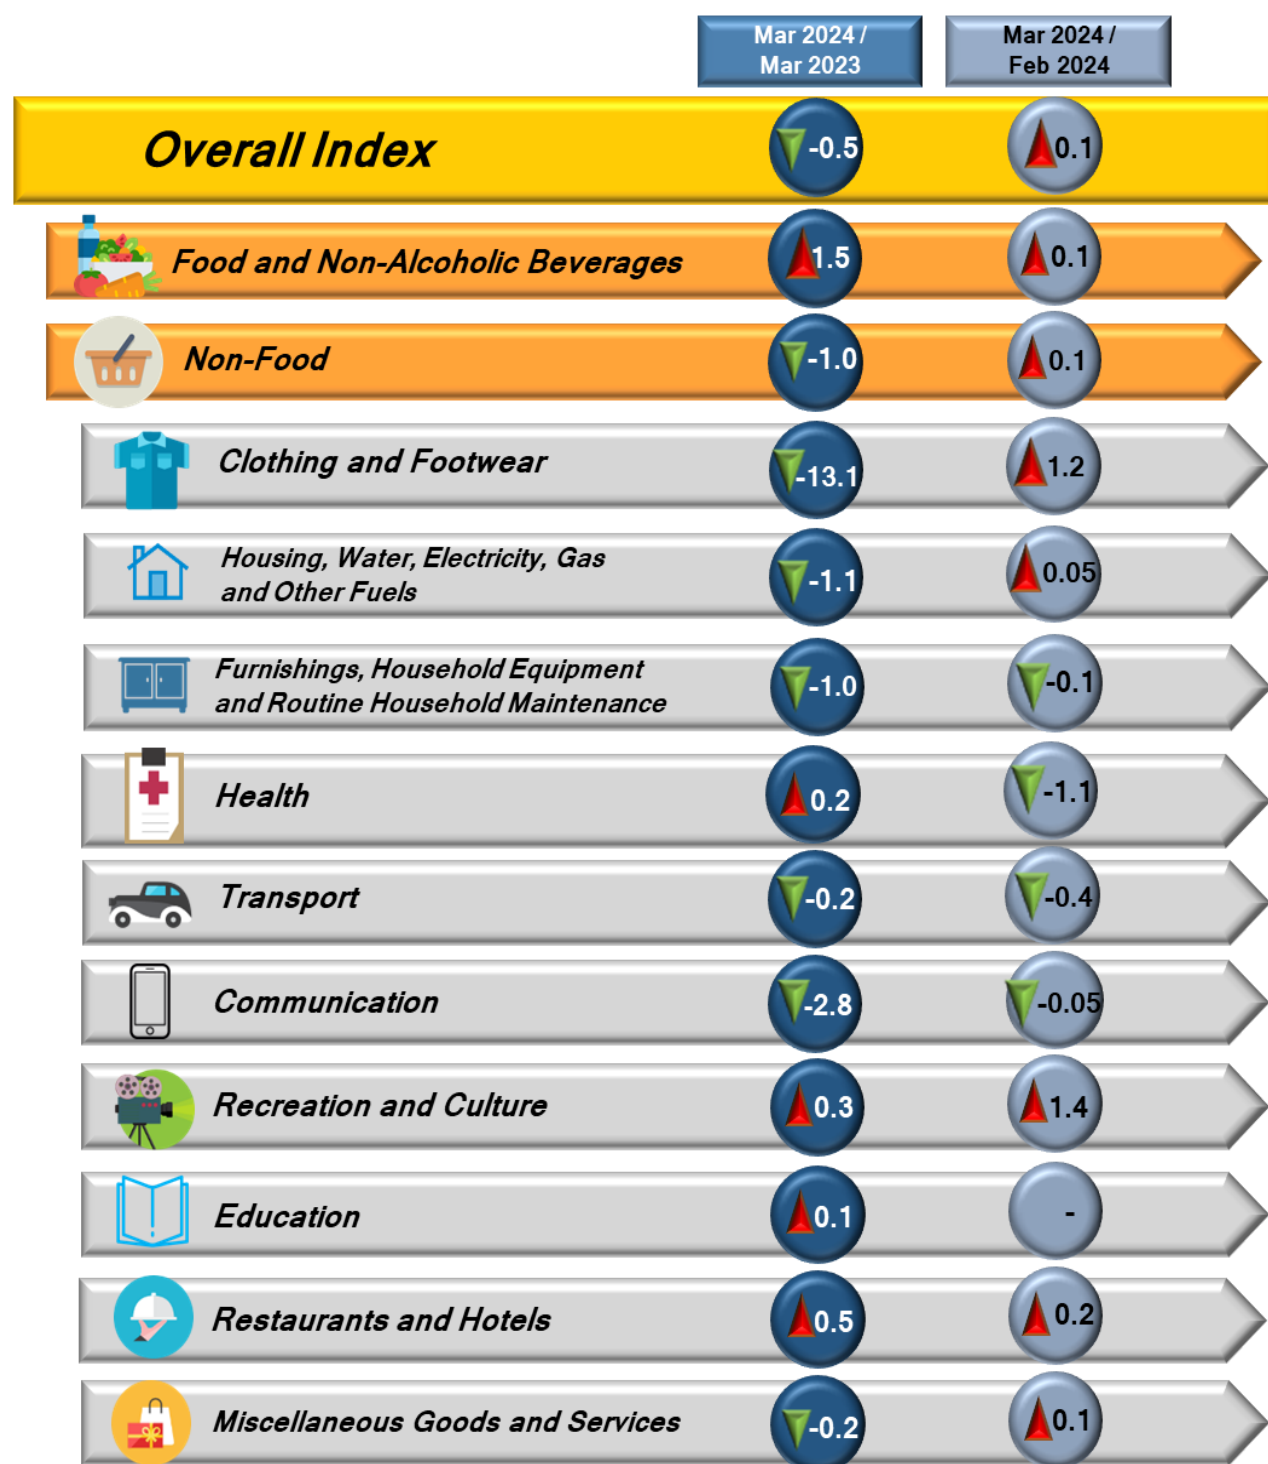 Mar 2024 /
Mar 2023
Mar 2024 /
Feb 2024
Overall Index
-0.5
0.1
Food and Non-Alcoholic Beverages
1.5
0.1
Non-Food
-1.0
0.1
Clothing and Footwear
-13.1
1.2
Housing, Water, Electricity, Gas
and Other Fuels
-1.1
0.05
Furnishings, Household Equipment
and Routine Household Maintenance
-1.0
-0.1
Health
0.2
-1.1
Transport
-0.2
-0.4
Communication
-2.8
-0.05
Recreation and Culture
0.3
1.4
Education
0.1
-
Restaurants and Hotels
0.5
0.2
Miscellaneous Goods and Services
-0.2
0.1